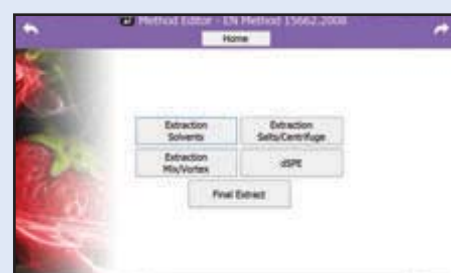 Method Editor - EN Method 15662:2008
Home
Extraction
Solvents
Extraction
Salts/Centrifuge
Extraction
Mix/Vortex
dSPE
Final Extract